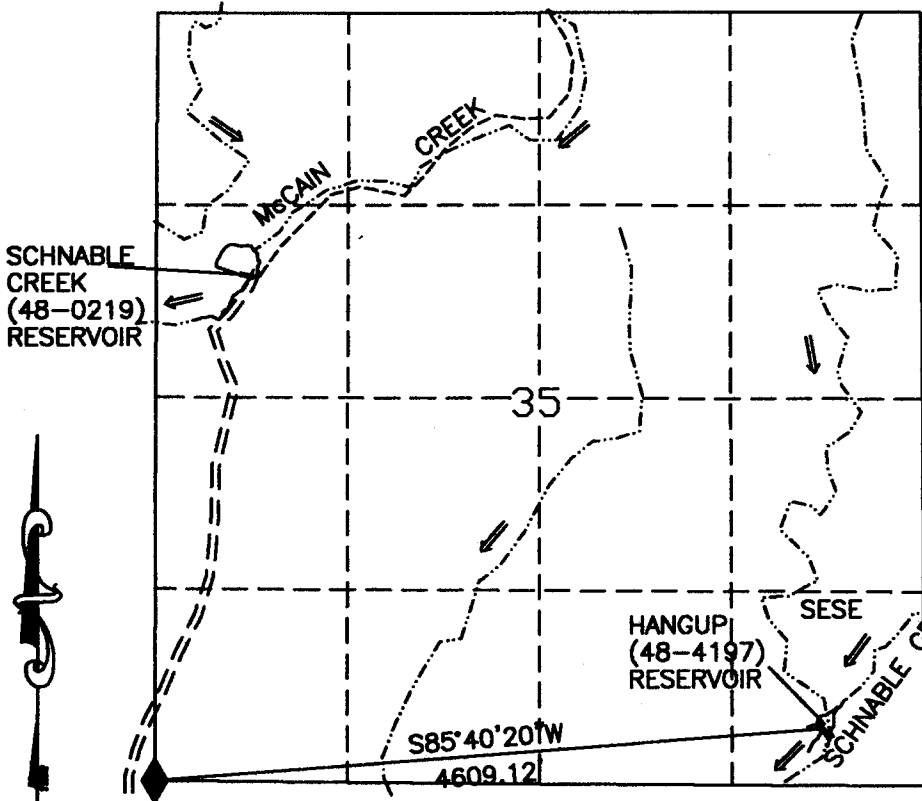 CREEK
McCAIN
SCHNABLE
CREEK
(48-0219)
RESERVOIR
35
SESE
HANGUP
(48-4197)
RESERVOIR
SCHNABLE C
S85°40'20"W
4609.12